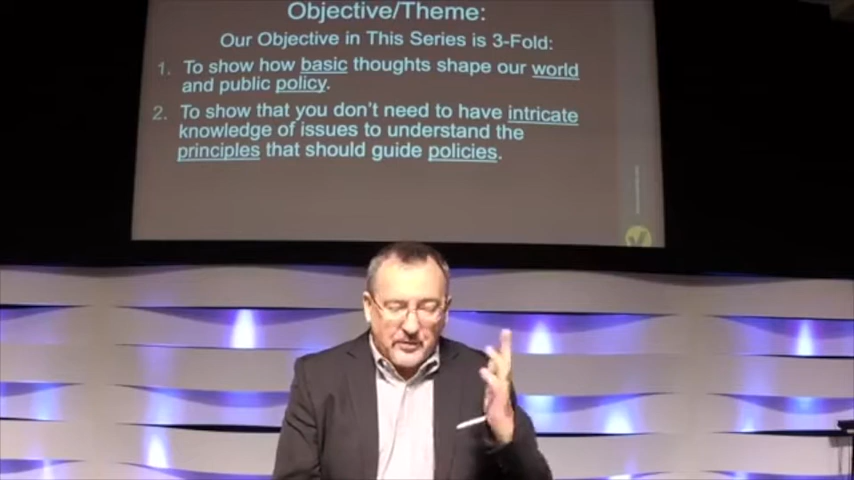 Objective/Theme:
Our Objective in This Series is 3-Fold:
1. To show how basic thoughts shape our world
and public policy.
2. To show that you don't need to have intricate
knowledge of issues to understand the
principles that should guide policies.